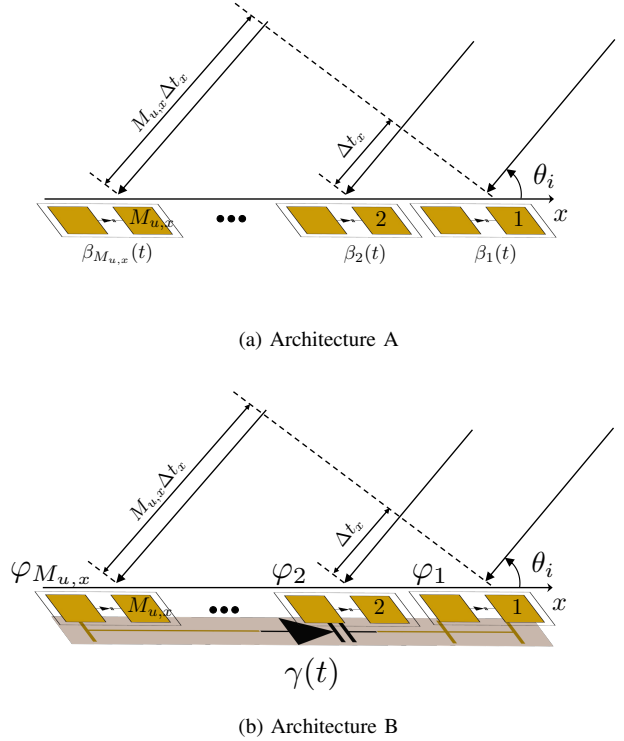 M_{u,x}Δt_x
Δt_x
θ_i
x
M_{u,x}
2
1
β_{M_{u,x}}(t)
β_2(t)
β_1(t)
(a) Architecture A
M_{u,x}Δt_x
Δt_x
θ_i
φ_{M_{u,x}}
φ_2
φ_1
x
M_{u,x}
2
1
γ(t)
(b) Architecture B